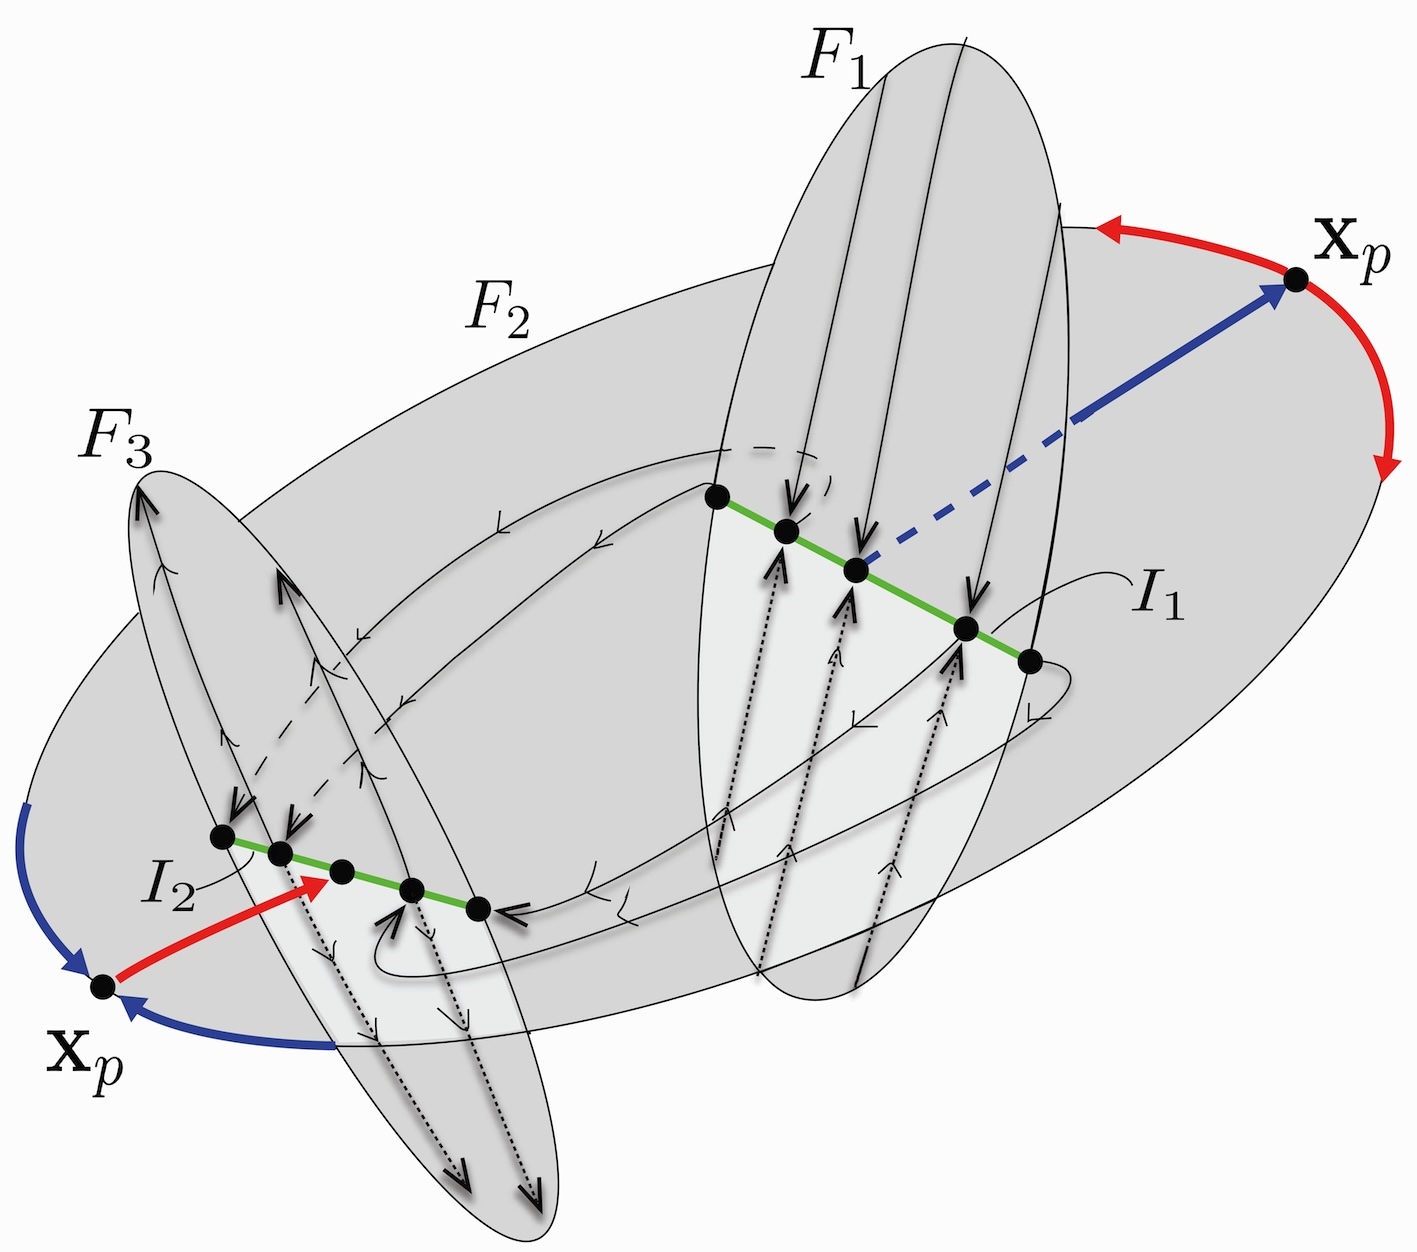 F₁
𝐱ₚ
F₂
F₃
I₁
I₂
𝐱ₚ